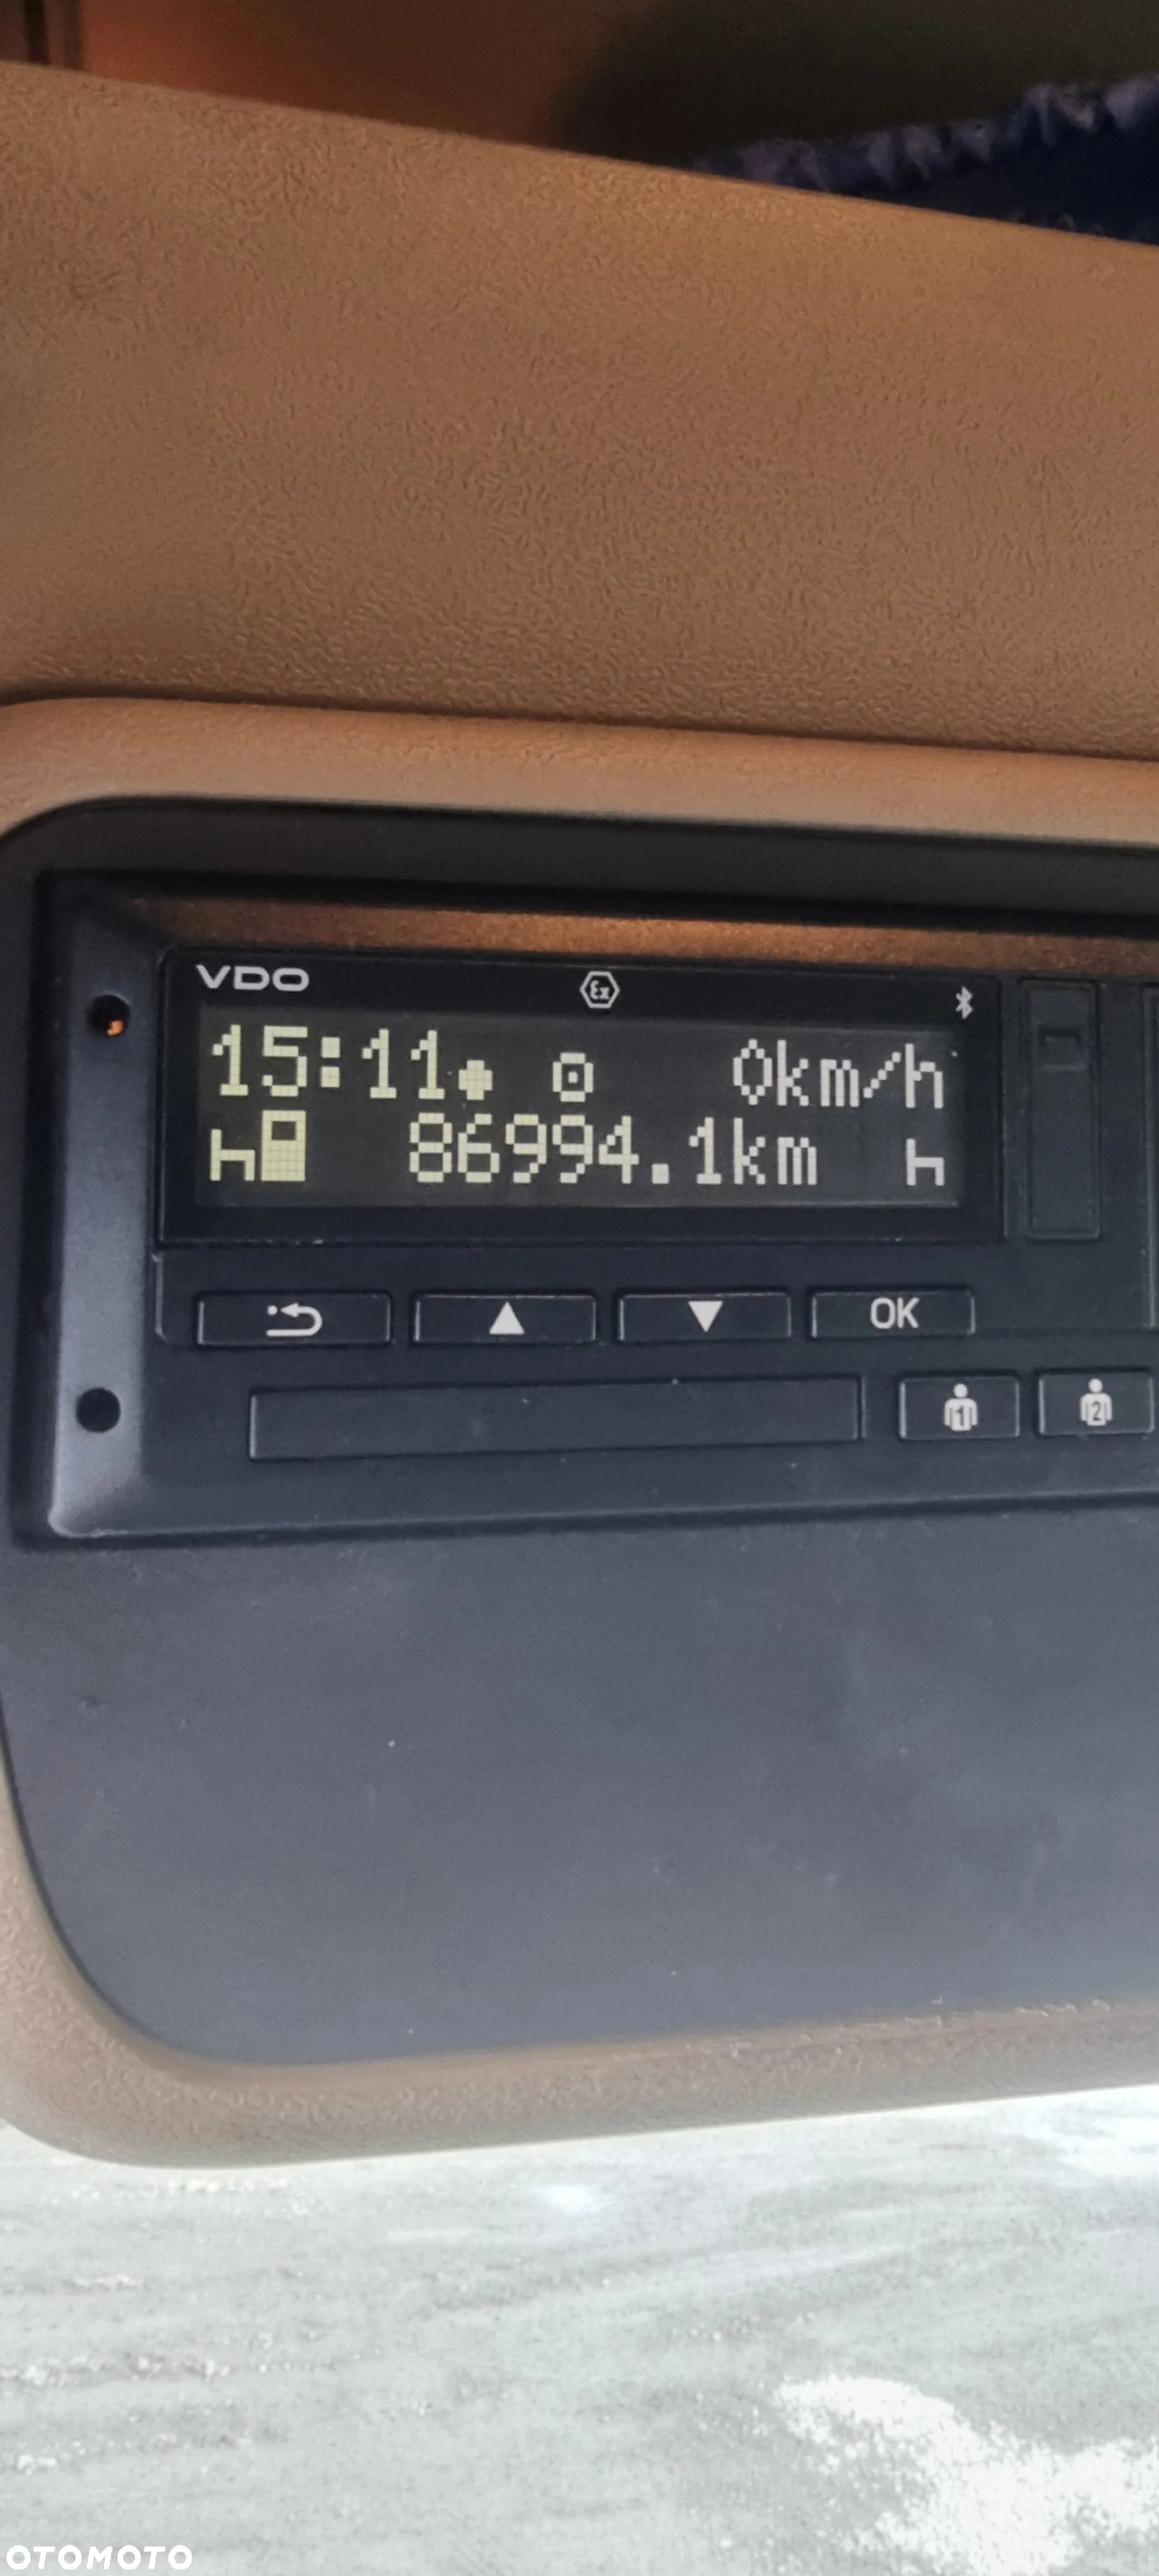 VDO Ex
15:11 0km/h
86994.1km
OK
1 2
OTOMOTO